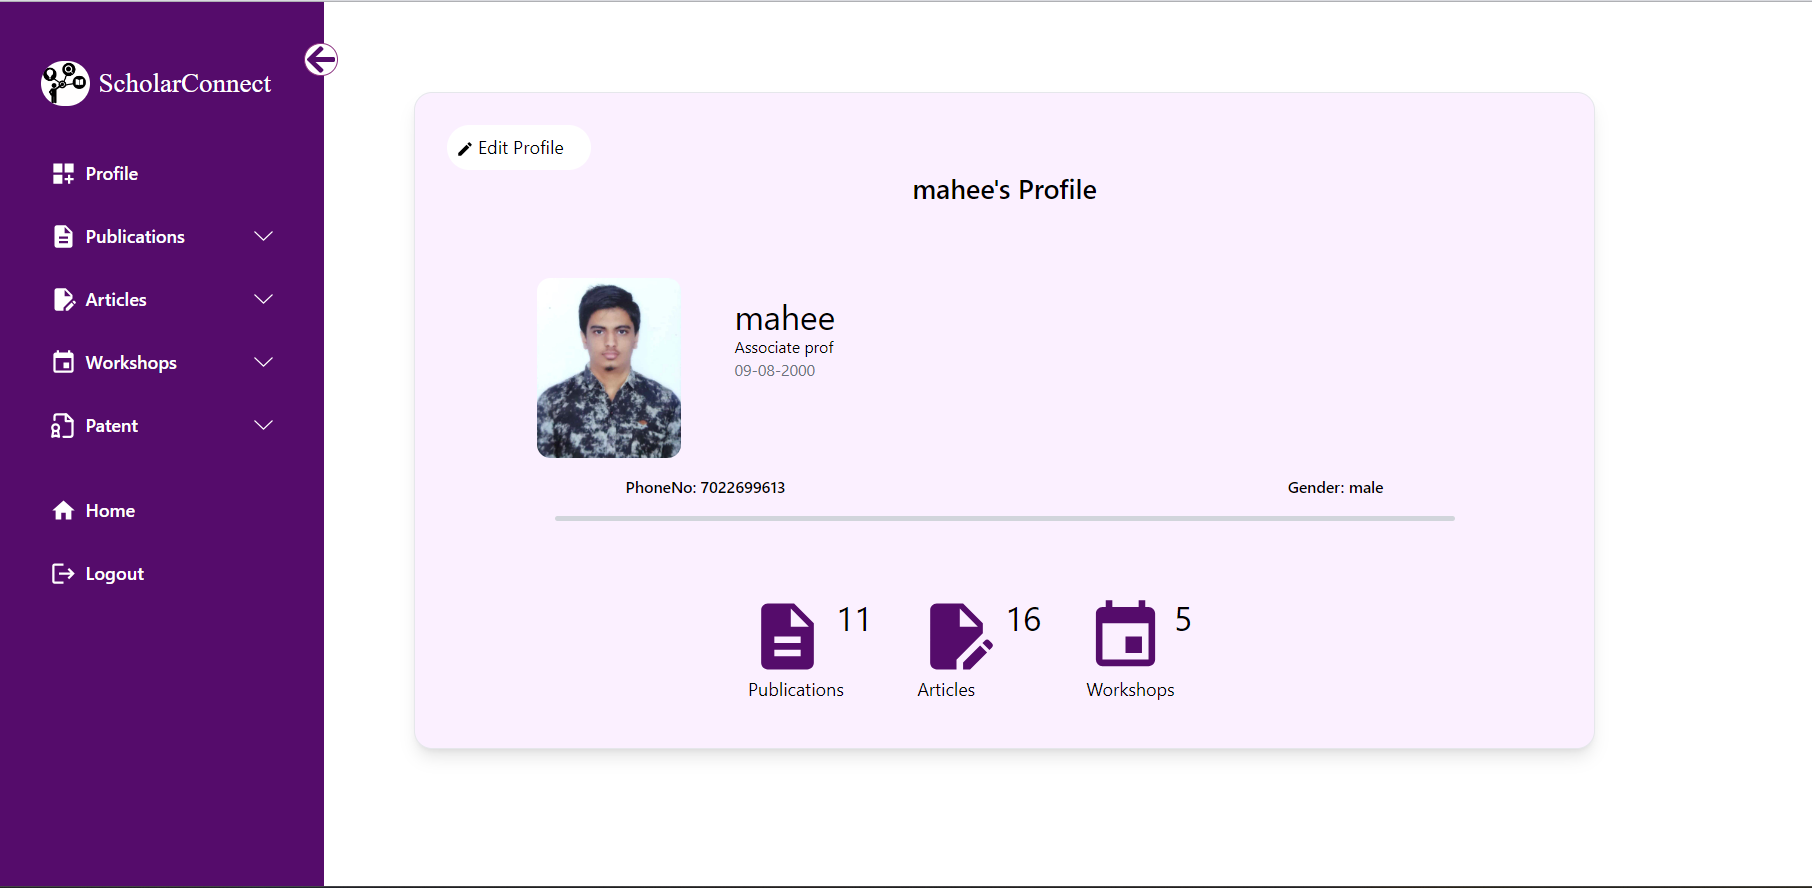 ScholarConnect
Profile
Publications
Articles
Workshops
Patent
Home
Logout
Edit Profile
mahee's Profile
mahee
Associate prof
09-08-2000
PhoneNo: 7022699613
Gender: male
11
Publications
16
Articles
5
Workshops